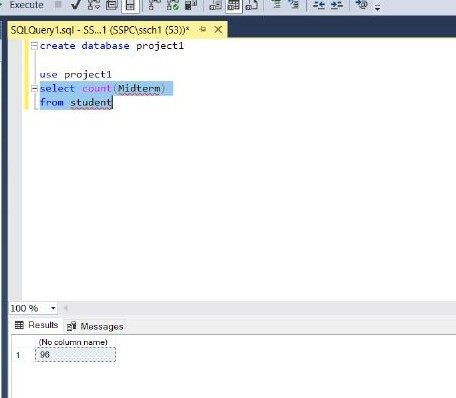 Execute
SQLQuery1.sql - SS...1 (SSPC\ssch1 (53))*
create database project1
use project1
select count(Midterm)
from student
100 %
Results Messages
(No column name)
1 96